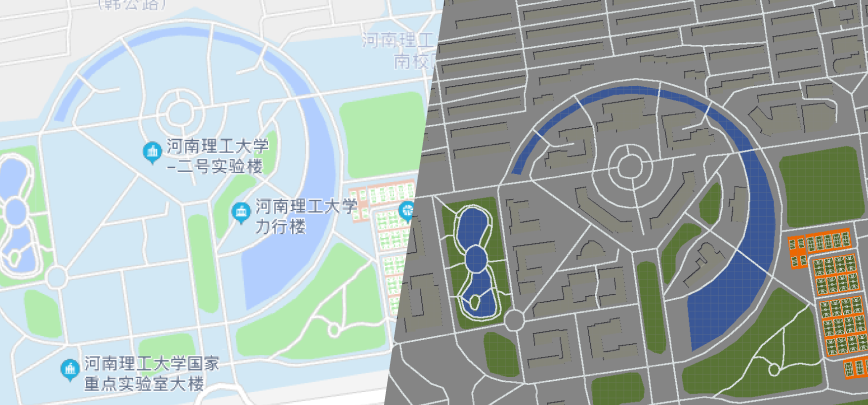 (韩公路)
河南理工
南校
河南理工大学
-二号实验楼
河南理工大学
力行楼
河南理工大学国家
重点实验室大楼